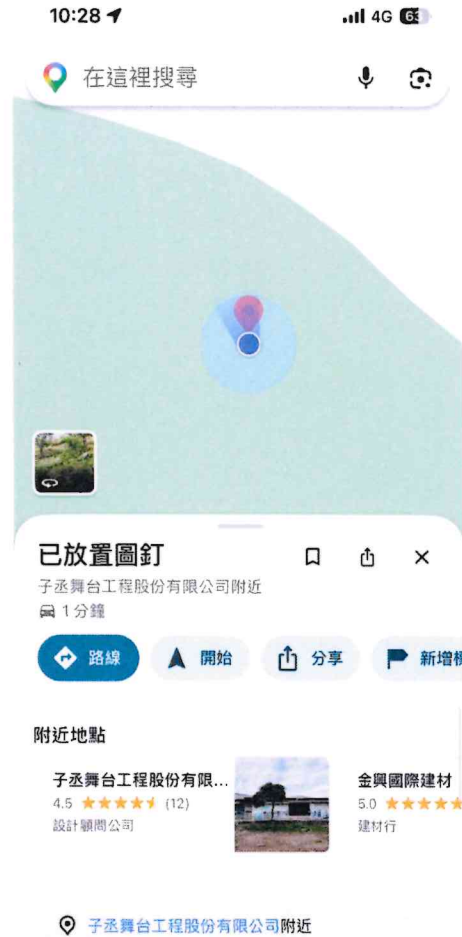 10:28
4G 63
在這裡搜尋
已放置圖釘
子丞舞台工程股份有限公司附近
1 分鐘
路線
開始
分享
新增
附近地點
子丞舞台工程股份有限...
4.5 (12)
設計顧問公司
金興國際建材
5.0
建材行
子丞舞台工程股份有限公司附近